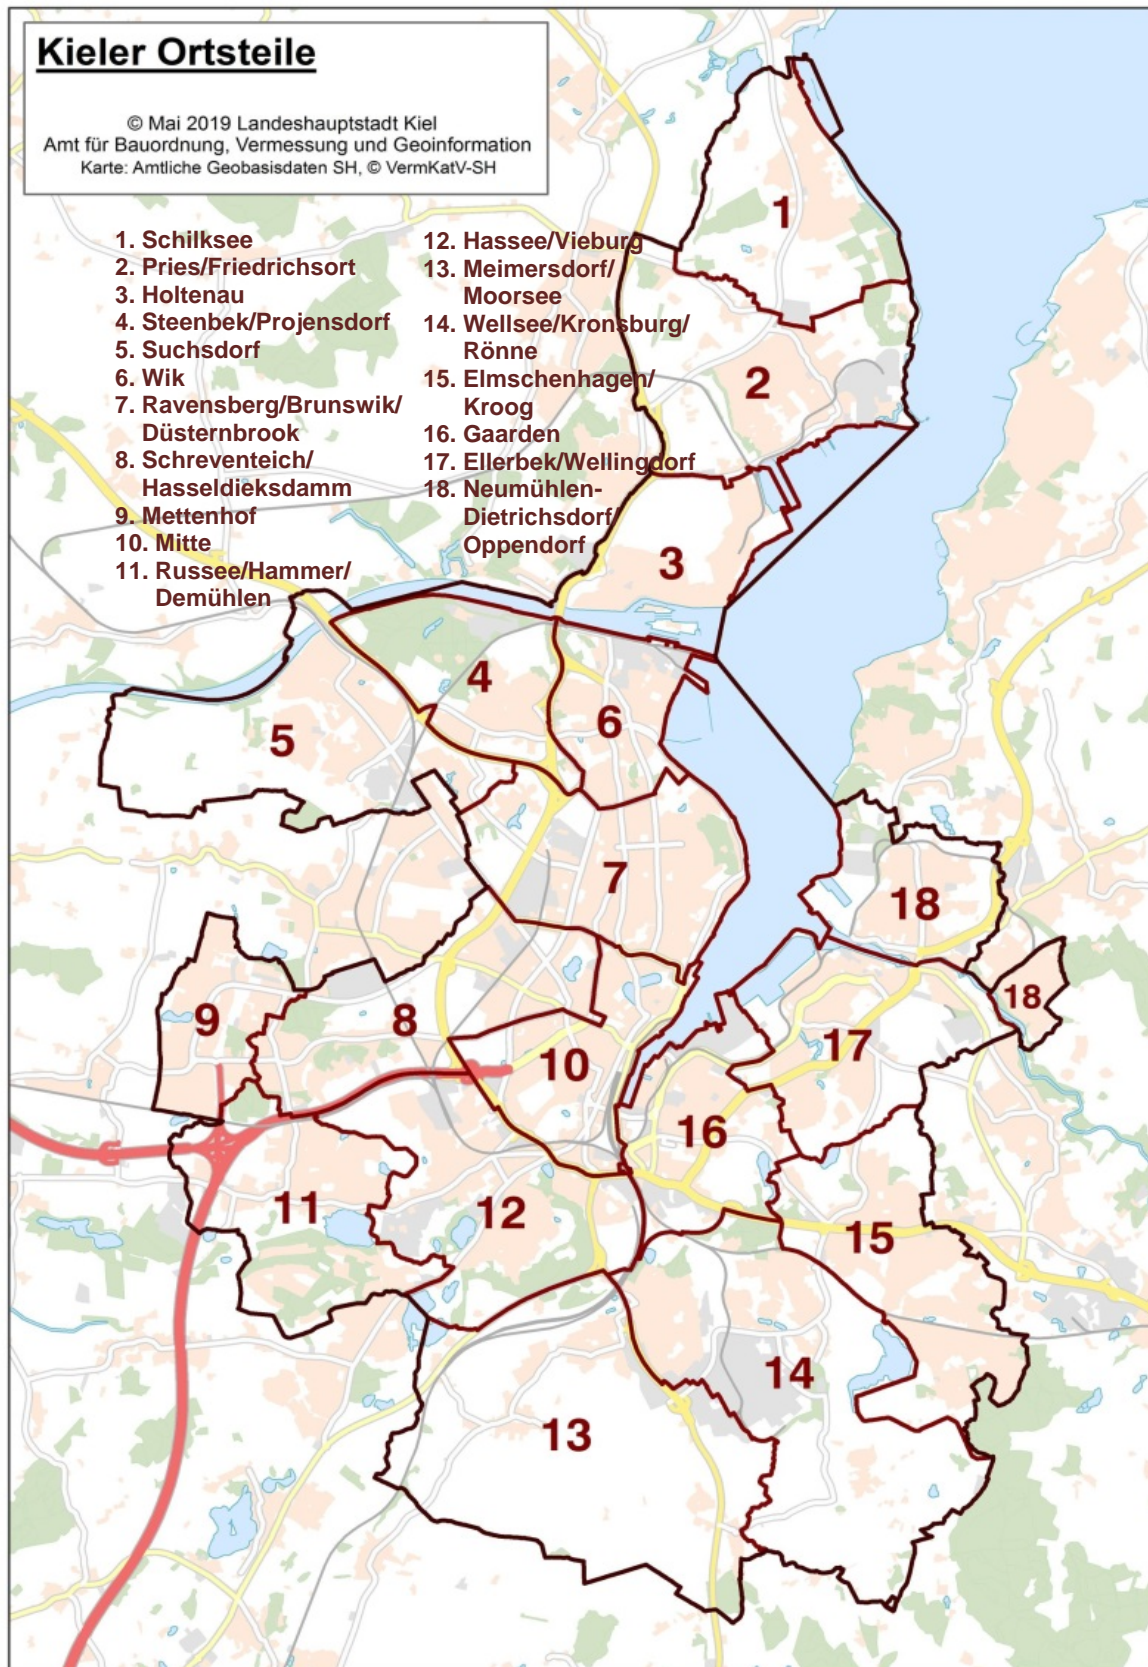 Kieler Ortsteile
© Mai 2019 Landeshauptstadt Kiel
Amt für Bauordnung, Vermessung und Geoinformation
Karte: Amtliche Geobasisdaten SH, © VermKatV-SH
1. Schilksee
2. Pries/Friedrichsort
3. Holtenau
4. Steenbek/Projensdorf
5. Suchsdorf
6. Wik
7. Ravensberg/Brunswik/
Düsternbrook
8. Schreventeich/
Hasseldieksdamm
9. Mettenhof
10. Mitte
11. Russee/Hammer/
Demühlen
12. Hassee/Vieburg
13. Meimersdorf/
Moorsee
14. Wellsee/Kronsburg/
Rönne
15. Elmschenhagen/
Kroog
16. Gaarden
17. Ellerbek/Wellingdorf
18. Neumühlen-
Dietrichsdorf/
Oppendorf
1
2
3
4
6
5
7
18
18
9
8
17
10
16
11
12
15
14
13